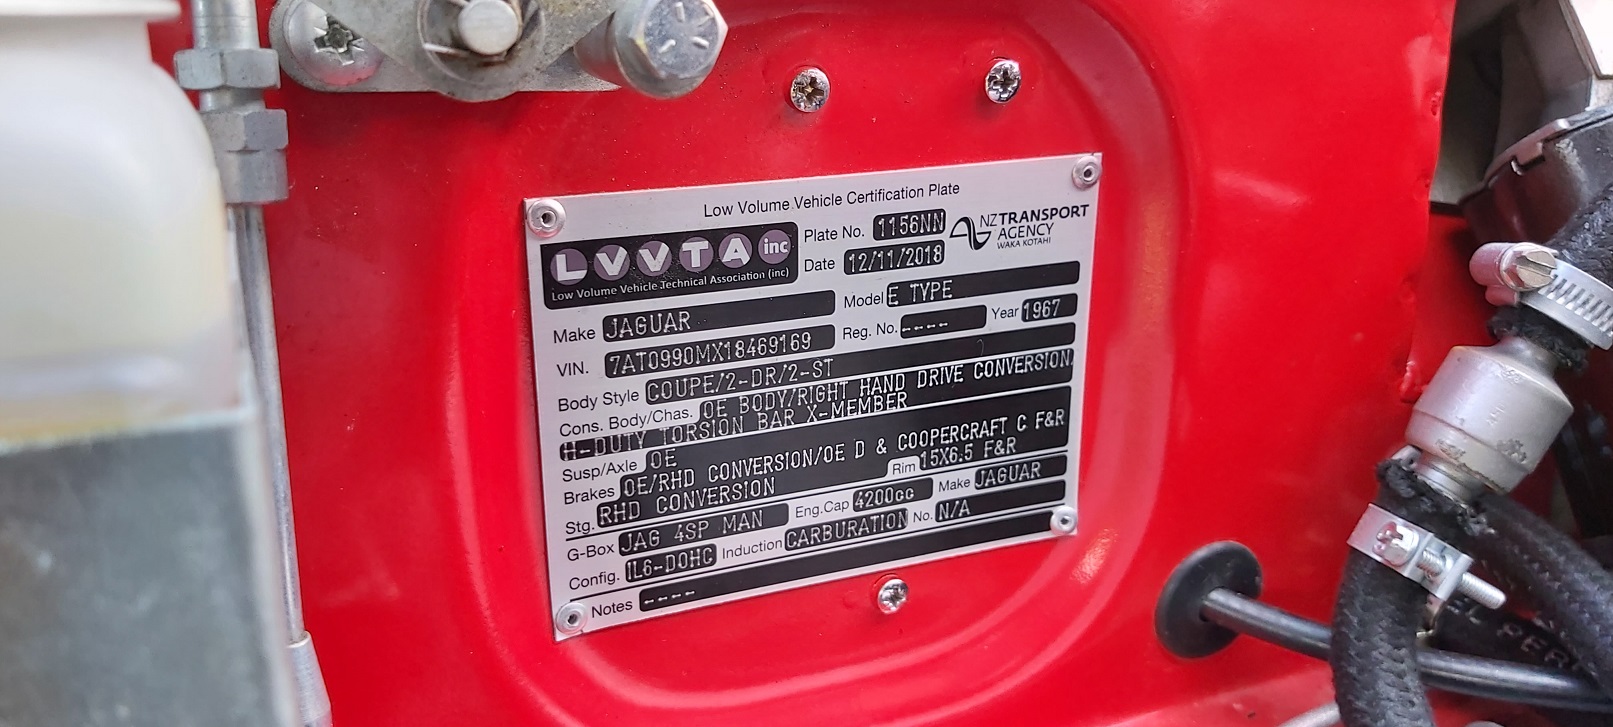 Low Volume Vehicle Certification Plate
LVVTA inc
Low Volume Vehicle Technical Association (inc)
Plate No. 1156NN
Date 12/11/2018
NZTRANSPORT
AGENCY
WAKA KOTAHI
Make JAGUAR
Model E TYPE
VIN. 7AT0990MX18469169
Reg. No. ----
Year 1967
Body Style COUPE/2-DR/2-ST
Cons. Body/Chas. OE BODY/RIGHT HAND DRIVE CONVERSION.
H-DUTY TORSION BAR X-MEMBER
Susp/Axle OE
Brakes OE/RHD CONVERSION/OE D & COOPERCRAFT C F&R
Stg. RHD CONVERSION
Rim 15X6.5 F&R
G-Box JAG 4SP MAN
Eng.Cap 4200cc
Make JAGUAR
Config. IL6-DOHC
Induction CARBURATION
No. N/A
Notes ----